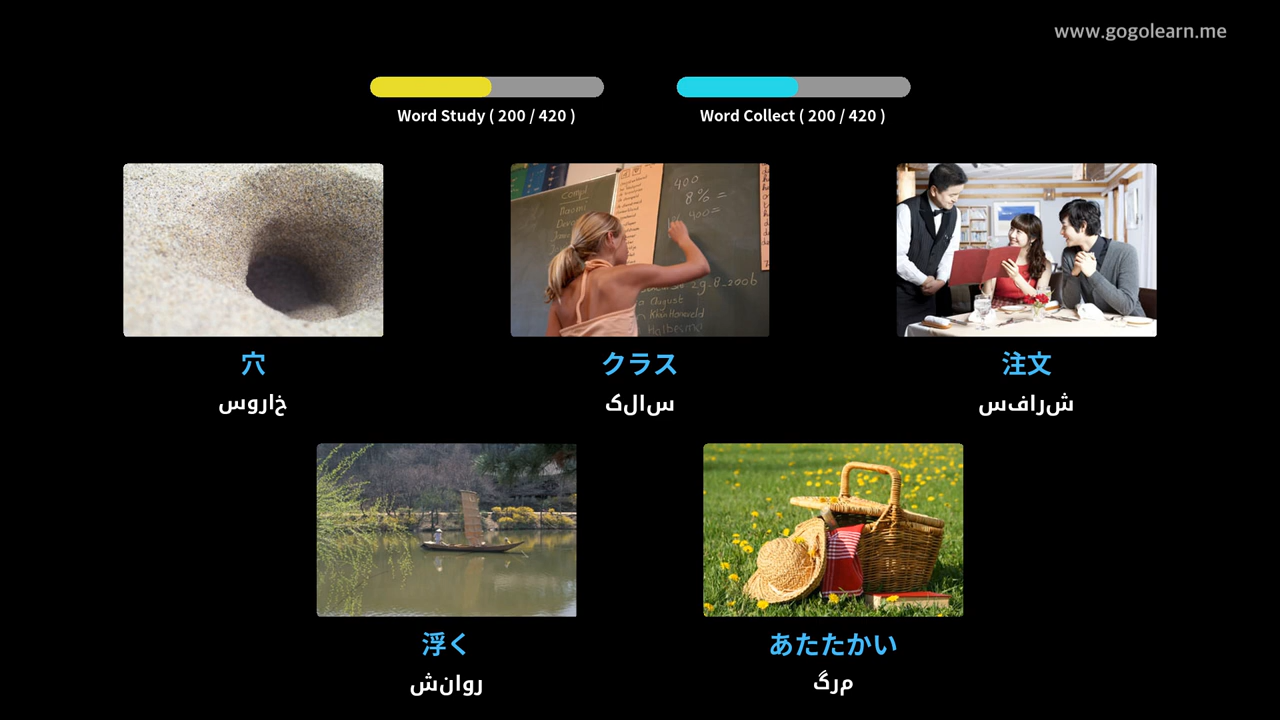 www.gogolearn.me
Word Study ( 200 / 420 )
Word Collect ( 200 / 420 )
穴
خاروس
クラス
سالک
注文
شرافس
浮く
روانش
あたたかい
مرگ